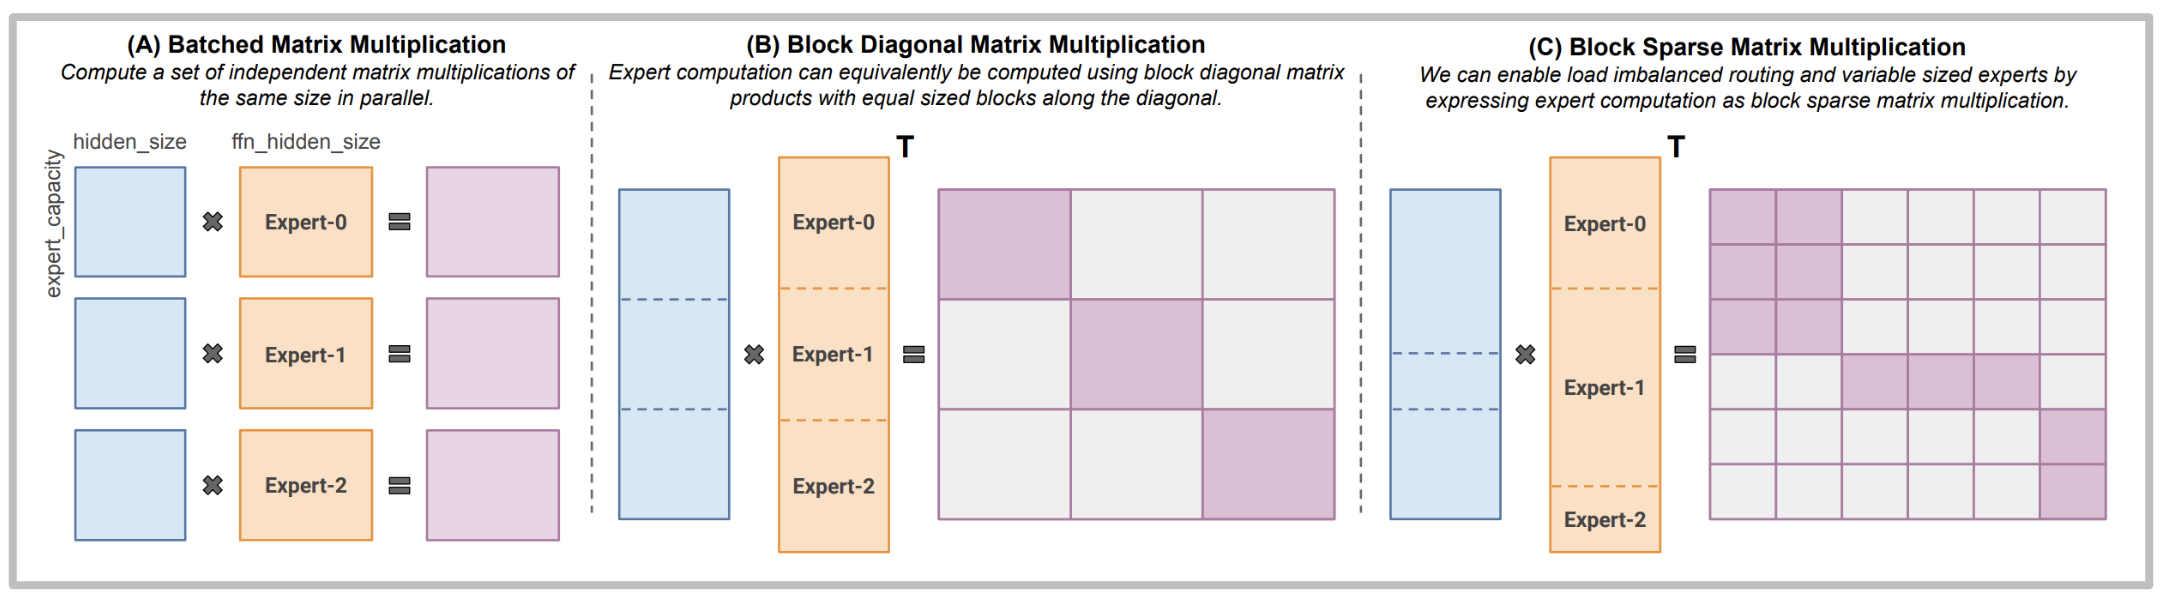 (A) Batched Matrix Multiplication
Compute a set of independent matrix multiplications of
the same size in parallel.
hidden_size
ffn_hidden_size
expert_capacity
Expert-0
Expert-1
Expert-2
(B) Block Diagonal Matrix Multiplication
Expert computation can equivalently be computed using block diagonal matrix
products with equal sized blocks along the diagonal.
T
Expert-0
Expert-1
Expert-2
(C) Block Sparse Matrix Multiplication
We can enable load imbalanced routing and variable sized experts by
expressing expert computation as block sparse matrix multiplication.
T
Expert-0
Expert-1
Expert-2